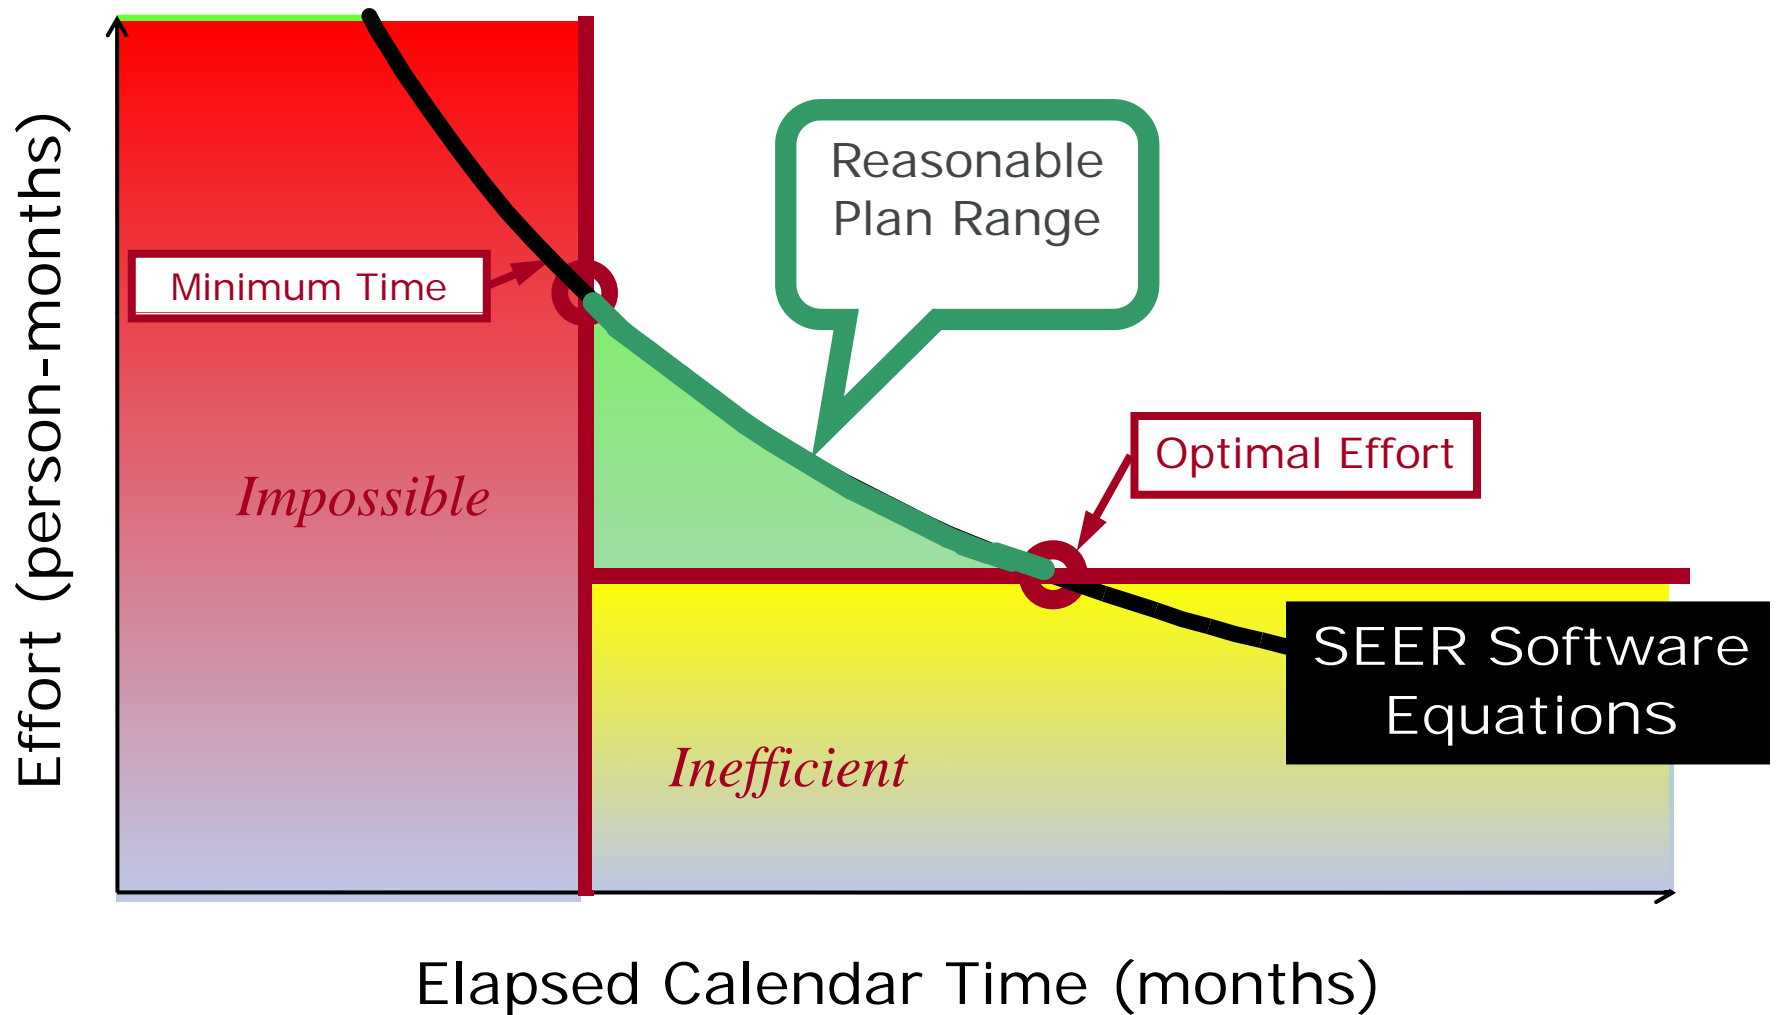 Effort (person-months)
Reasonable
Plan Range
Minimum Time
Optimal Effort
Impossible
SEER Software
Equations
Inefficient
Elapsed Calendar Time (months)